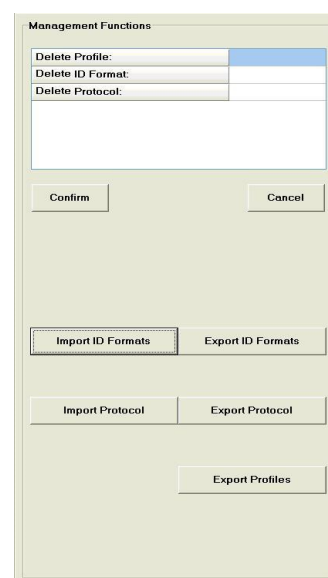 Management Functions
Delete Profile:
Delete ID Format:
Delete Protocol:
Confirm Cancel
Import ID Formats Export ID Formats
Import Protocol Export Protocol
Export Profiles